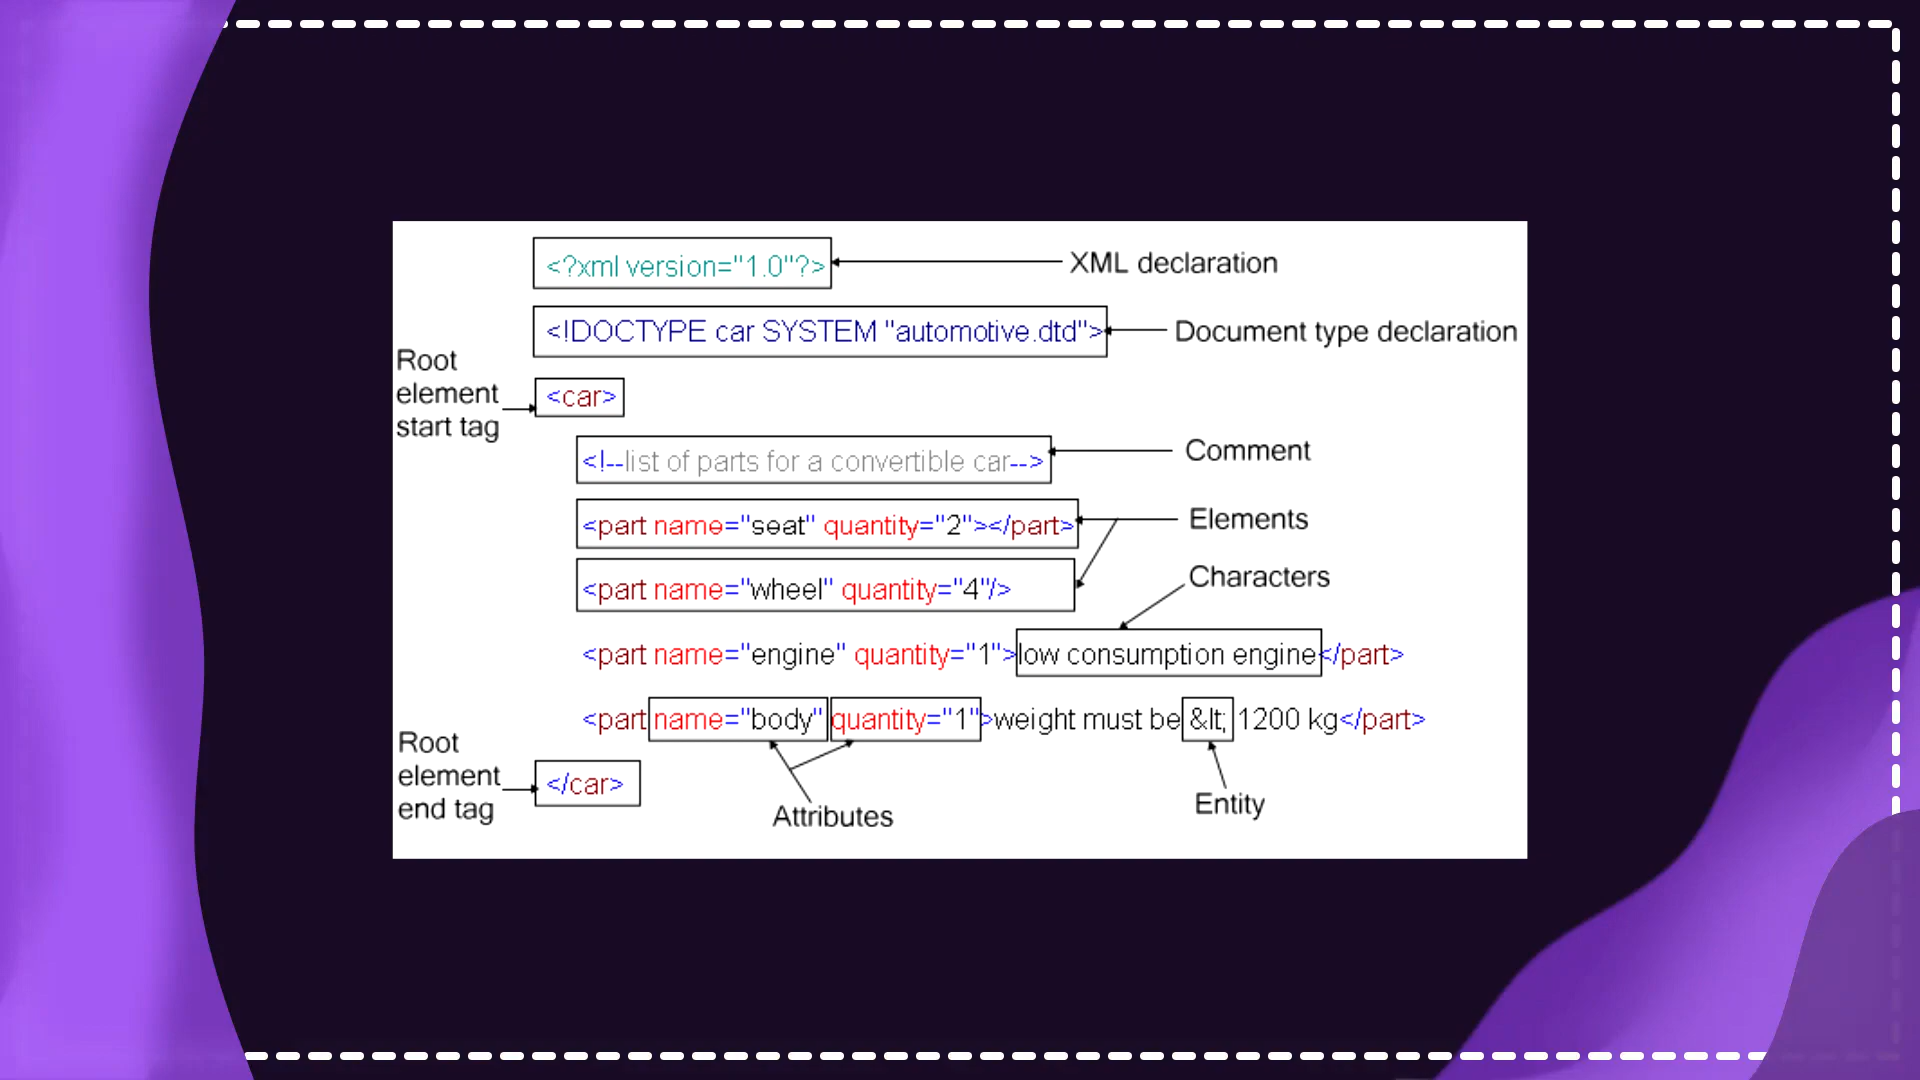 <?xml version="1.0"?>
XML declaration
<!DOCTYPE car SYSTEM "automotive.dtd">
Document type declaration
Root
element
start tag
<car>
<!--list of parts for a convertible car-->
Comment
<part name="seat" quantity="2"></part>
Elements
<part name="wheel" quantity="4"/>
Characters
<part name="engine" quantity="1">low consumption engine</part>
<part name="body" quantity="1">weight must be &lt; 1200 kg</part>
Root
element
end tag
</car>
Attributes
Entity